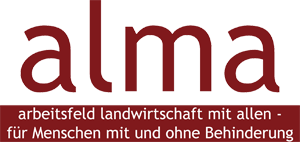 alma
arbeitsfeld landwirtschaft mit allen -
für Menschen mit und ohne Behinderung